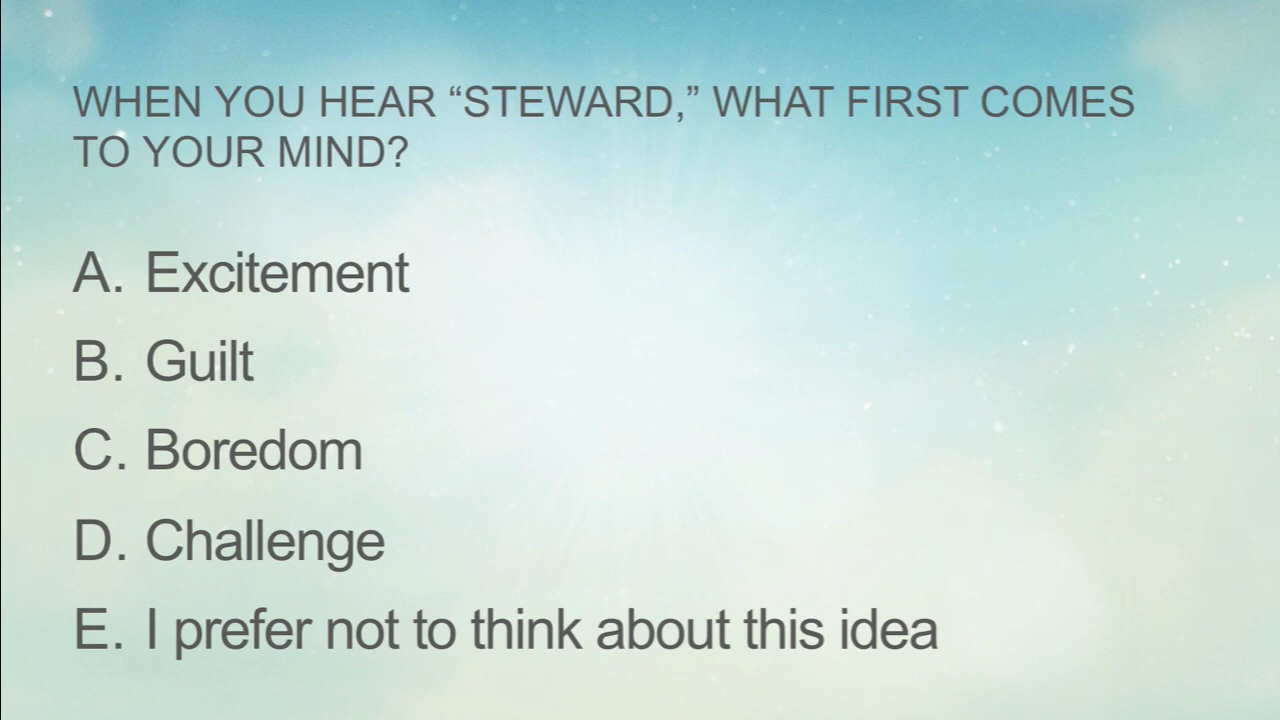 WHEN YOU HEAR “STEWARD,” WHAT FIRST COMES
TO YOUR MIND?
A. Excitement
B. Guilt
C. Boredom
D. Challenge
E. I prefer not to think about this idea